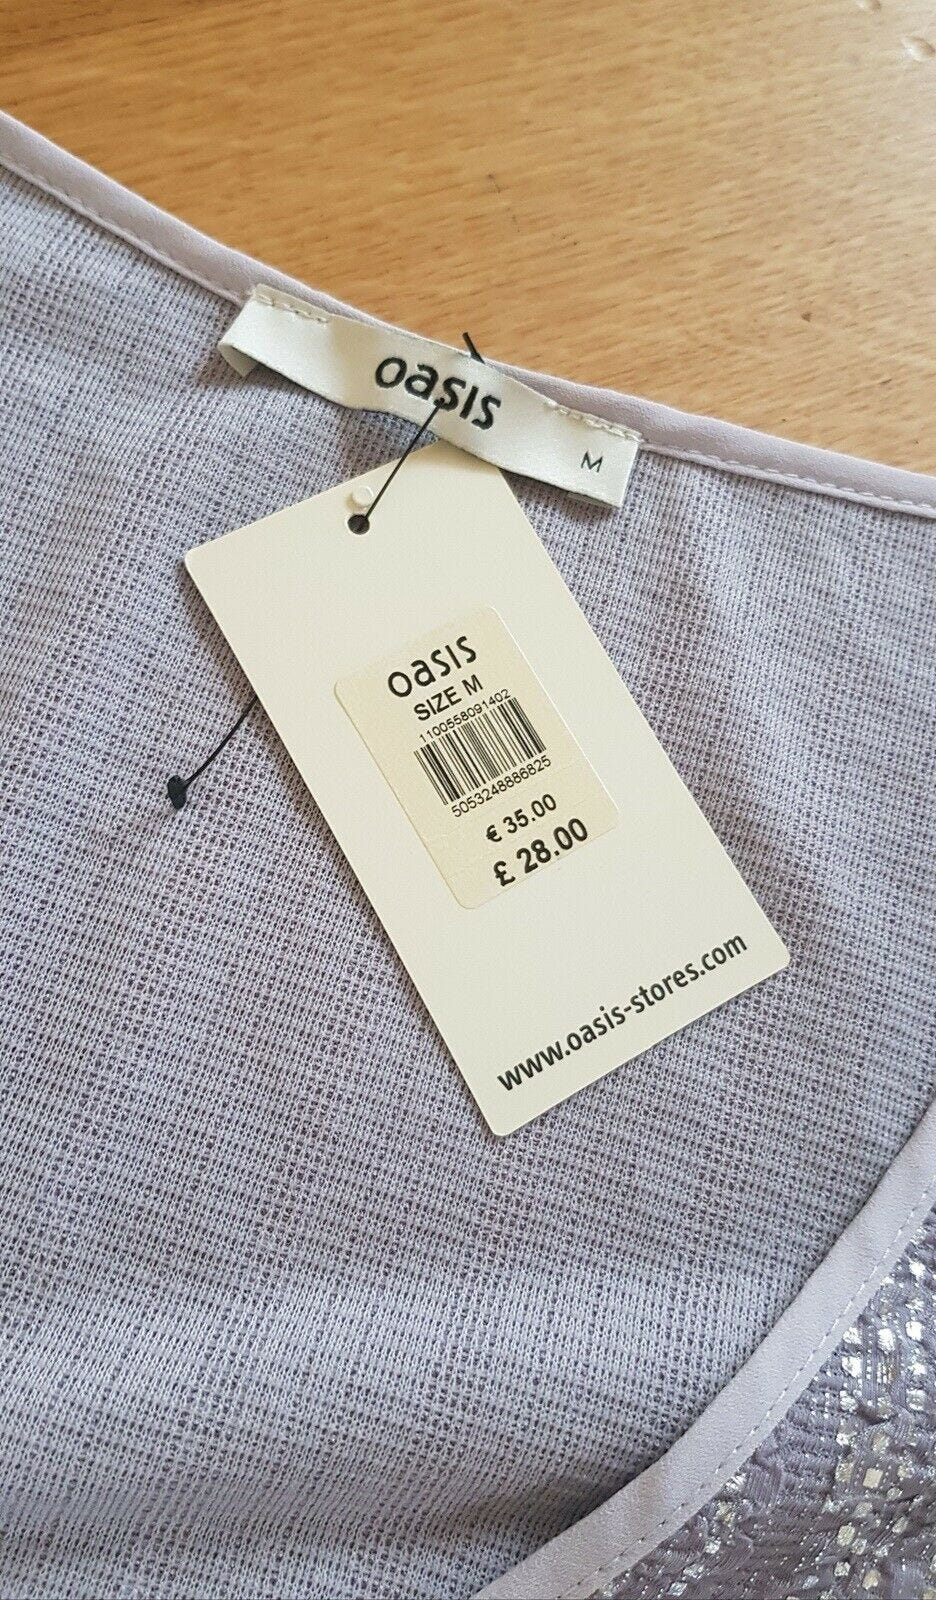 oasis
M
oasis
SIZE M
1100558091402
5053248886825
€ 35.00
£ 28.00
www.oasis-stores.com